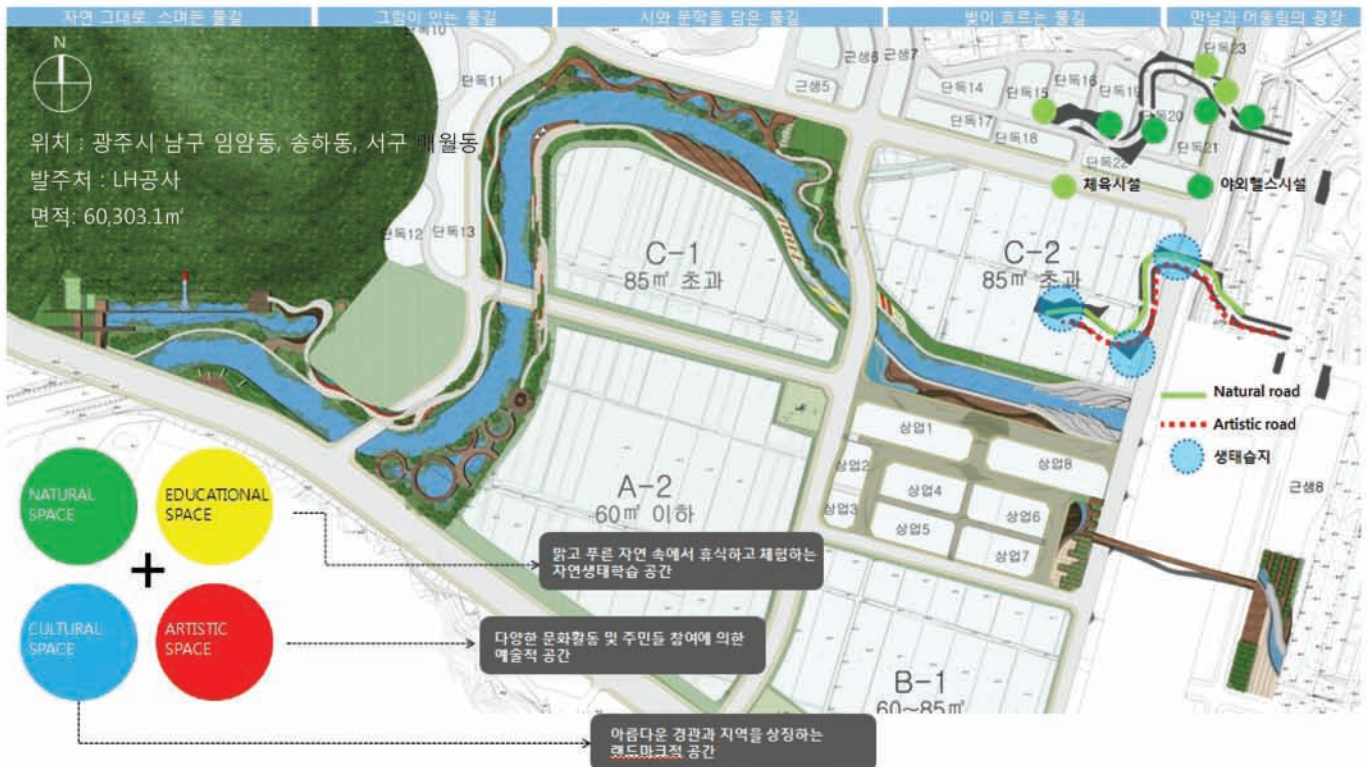 자연 그대로, 스며든 물길
그림이 있는 물길
시와 문학을 담은 물길
빛이 흐르는 물길
만남과 어울림의 광장
N
위치 : 광주시 남구 임암동, 송하동, 서구 매월동
발주처 : LH공사
면적: 60,303.1㎡
단독10
단독11
단독12
단독13
근생5
근생6
근생7
단독14
단독15
단독16
단독17
단독18
단독19
단독20
단독21
단독22
단독23
체육시설
야외헬스시설
C-1
85㎡ 초과
C-2
85㎡ 초과
Natural road
Artistic road
생태습지
근생8
상업1
상업2
상업3
상업4
상업5
상업6
상업7
상업8
A-2
60㎡ 이하
B-1
60~85㎡
NATURAL
SPACE
EDUCATIONAL
SPACE
+
CULTURAL
SPACE
ARTISTIC
SPACE
맑고 푸른 자연 속에서 휴식하고 체험하는
자연생태학습 공간
다양한 문화활동 및 주민들 참여에 의한
예술적 공간
아름다운 경관과 지역을 상징하는
랜드마크적 공간